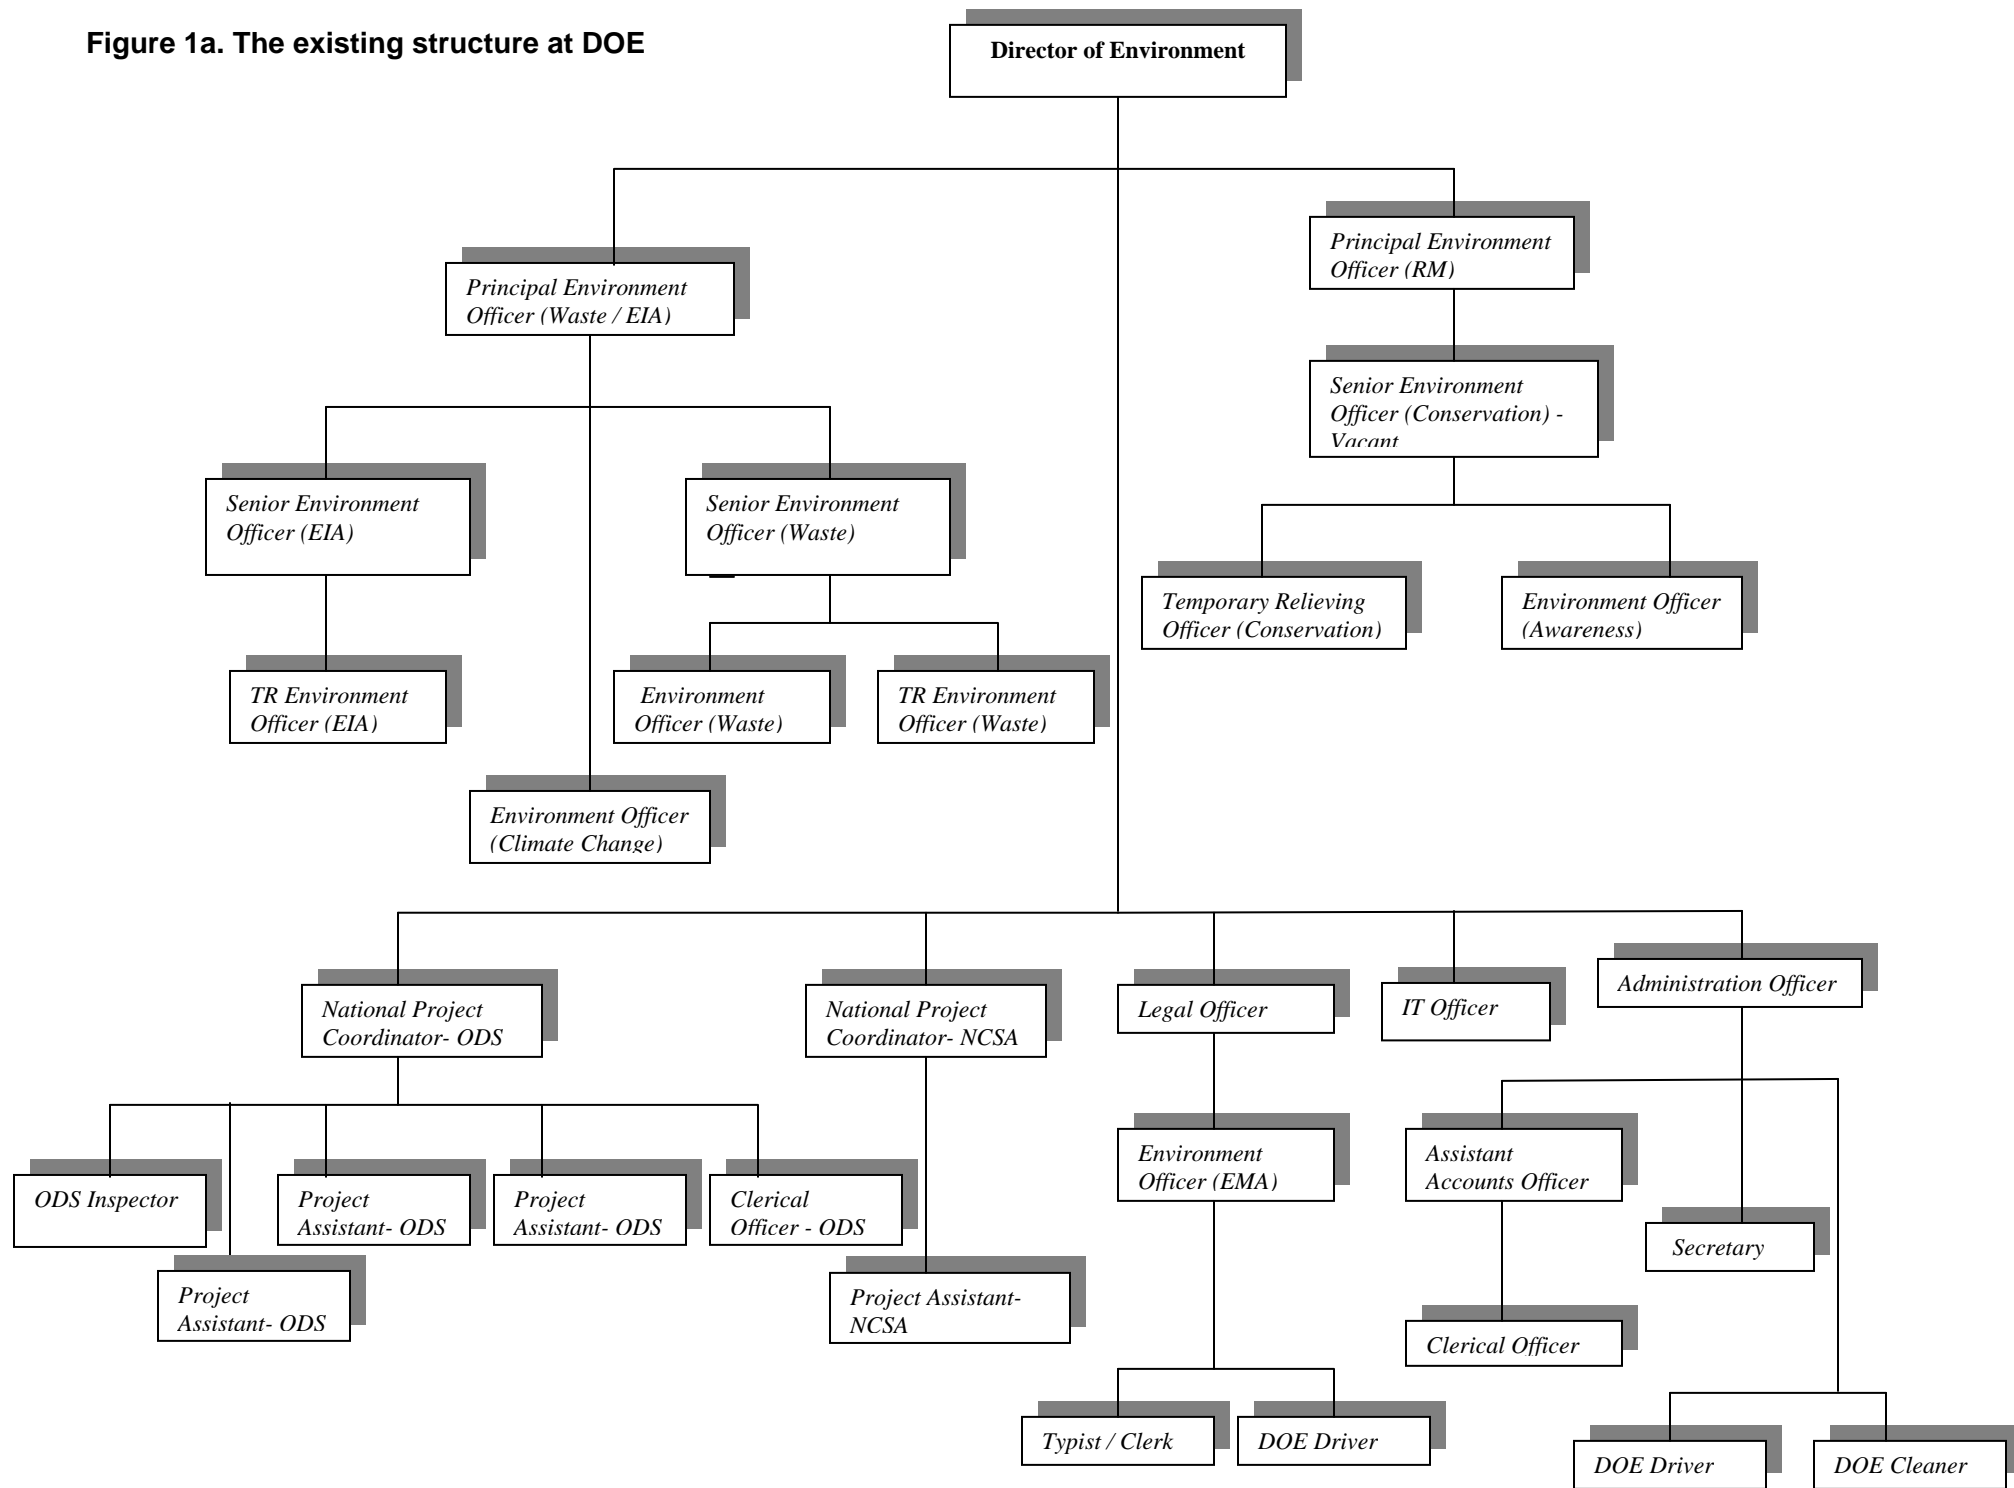 Figure 1a. The existing structure at DOE
Director of Environment
Principal Environment
Officer (RM)
Principal Environment
Officer (Waste / EIA)
Senior Environment
Officer (Conservation) -
Vacant
Senior Environment
Officer (EIA)
Senior Environment
Officer (Waste)
Temporary Relieving
Officer (Conservation)
Environment Officer
(Awareness)
TR Environment
Officer (EIA)
Environment
Officer (Waste)
TR Environment
Officer (Waste)
Environment Officer
(Climate Change)
National Project
Coordinator- ODS
National Project
Coordinator- NCSA
Legal Officer
IT Officer
Administration Officer
ODS Inspector
Project
Assistant- ODS
Project
Assistant- ODS
Clerical
Officer - ODS
Environment
Officer (EMA)
Assistant
Accounts Officer
Secretary
Project
Assistant- ODS
Project Assistant-
NCSA
Clerical Officer
Typist / Clerk
DOE Driver
DOE Driver
DOE Cleaner